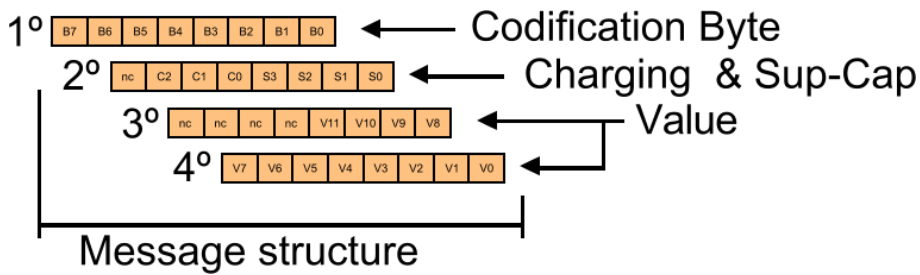 1º B7 B6 B5 B4 B3 B2 B1 B0 Codification Byte
2º nc C2 C1 C0 S3 S2 S1 S0 Charging & Sup-Cap
3º nc nc nc nc V11 V10 V9 V8 Value
4º V7 V6 V5 V4 V3 V2 V1 V0
Message structure